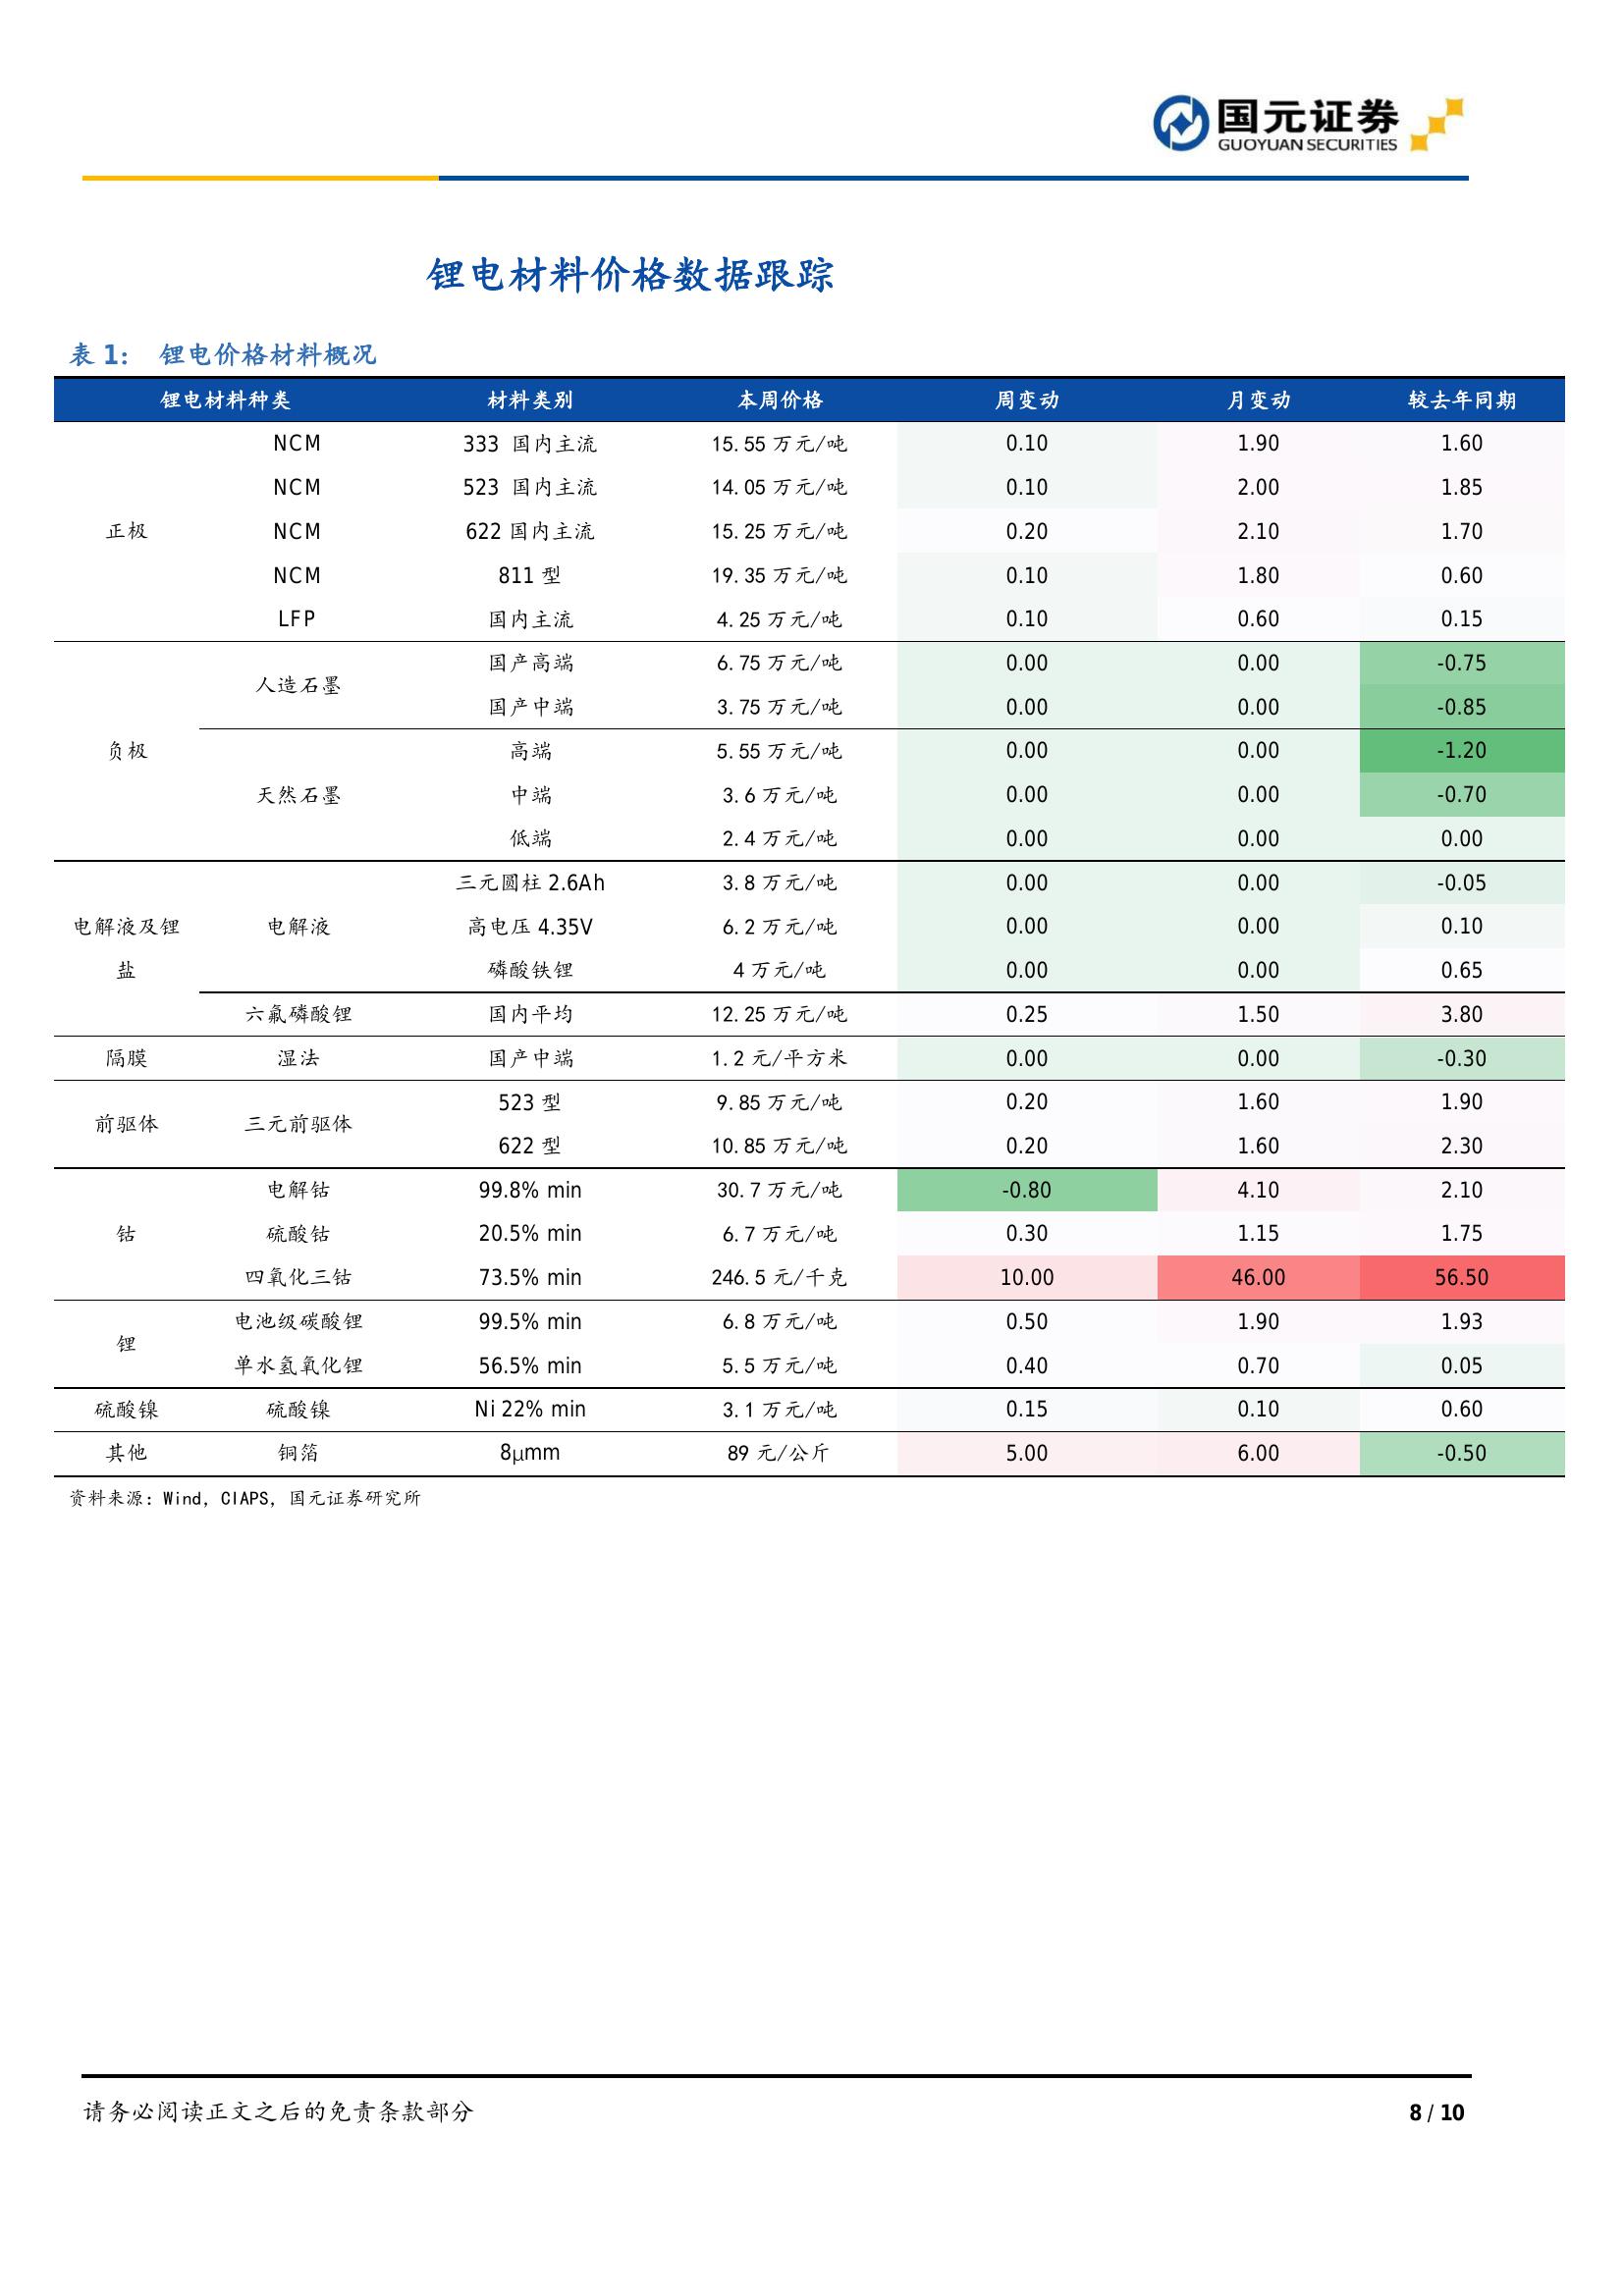 国元证券
GUOYUAN SECURITIES
锂电材料价格数据跟踪
表 1： 锂电价格材料概况
锂电材料种类 材料类别 本周价格 周变动 月变动 较去年同期
正极 NCM 333 国内主流 15.55 万元/吨 0.10 1.90 1.60
NCM 523 国内主流 14.05 万元/吨 0.10 2.00 1.85
NCM 622 国内主流 15.25 万元/吨 0.20 2.10 1.70
NCM 811 型 19.35 万元/吨 0.10 1.80 0.60
LFP 国内主流 4.25 万元/吨 0.10 0.60 0.15
负极 人造石墨 国产高端 6.75 万元/吨 0.00 0.00 -0.75
国产中端 3.75 万元/吨 0.00 0.00 -0.85
天然石墨 高端 5.55 万元/吨 0.00 0.00 -1.20
中端 3.6 万元/吨 0.00 0.00 -0.70
低端 2.4 万元/吨 0.00 0.00 0.00
电解液及锂盐 电解液 三元圆柱 2.6Ah 3.8 万元/吨 0.00 0.00 -0.05
高电压 4.35V 6.2 万元/吨 0.00 0.00 0.10
磷酸铁锂 4 万元/吨 0.00 0.00 0.65
六氟磷酸锂 国内平均 12.25 万元/吨 0.25 1.50 3.80
隔膜 湿法 国产中端 1.2 元/平方米 0.00 0.00 -0.30
前驱体 三元前驱体 523 型 9.85 万元/吨 0.20 1.60 1.90
622 型 10.85 万元/吨 0.20 1.60 2.30
钴 电解钴 99.8% min 30.7 万元/吨 -0.80 4.10 2.10
硫酸钴 20.5% min 6.7 万元/吨 0.30 1.15 1.75
四氧化三钴 73.5% min 246.5 元/千克 10.00 46.00 56.50
锂 电池级碳酸锂 99.5% min 6.8 万元/吨 0.50 1.90 1.93
单水氢氧化锂 56.5% min 5.5 万元/吨 0.40 0.70 0.05
硫酸镍 硫酸镍 Ni 22% min 3.1 万元/吨 0.15 0.10 0.60
其他 铜箔 8μmm 89 元/公斤 5.00 6.00 -0.50
资料来源：Wind, CIAPS, 国元证券研究所
请务必阅读正文之后的免责条款部分
8 / 10